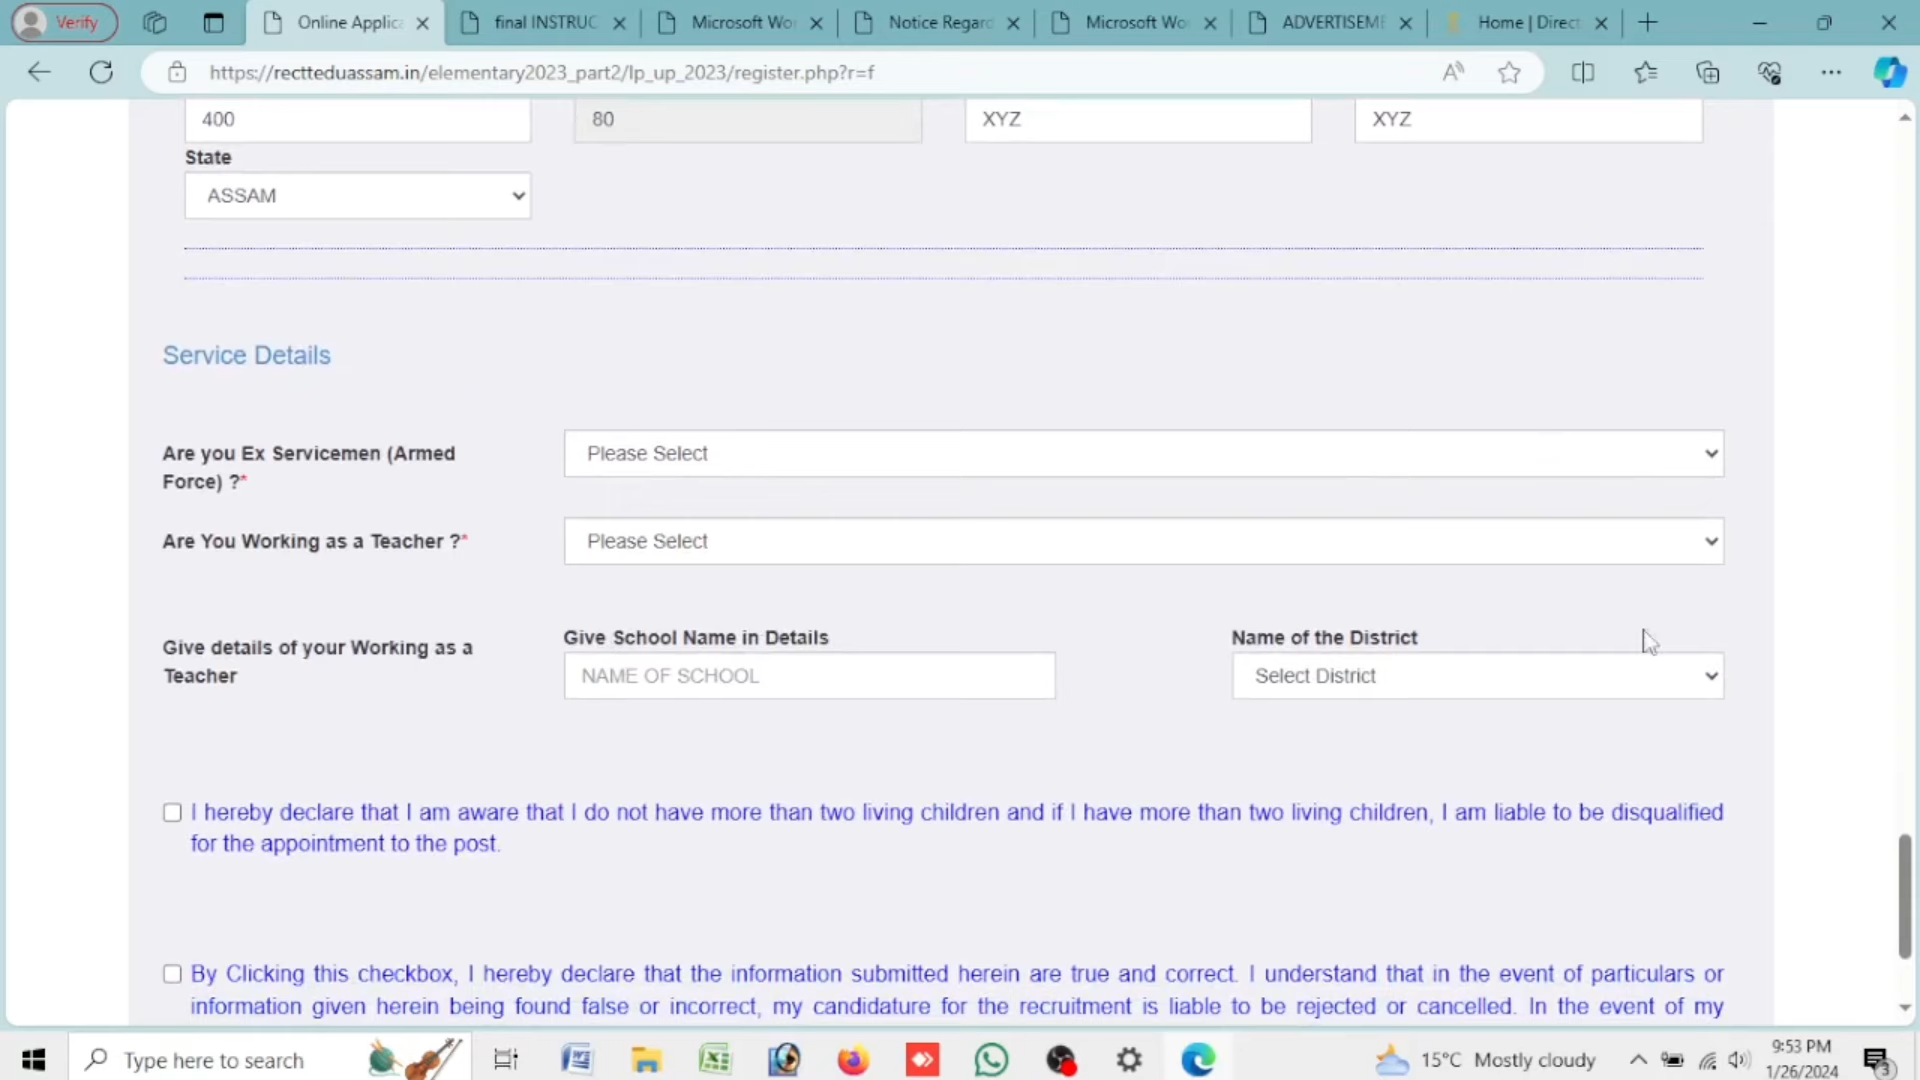 Verify
Online Applica
final INSTRUC
Microsoft Wo
Notice Regard
Microsoft Wo
ADVERTISEME
Home | Direct
https://rectteduassam.in/elementary2023_part2/lp_up_2023/register.php?r=f
400 80 XYZ XYZ
State
ASSAM
Service Details
Are you Ex Servicemen (Armed
Force) ?*
Please Select
Are You Working as a Teacher ?*
Please Select
Give details of your Working as a
Teacher
Give School Name in Details
NAME OF SCHOOL
Name of the District
Select District
I hereby declare that I am aware that I do not have more than two living children and if I have more than two living children, I am liable to be disqualified
for the appointment to the post.
By Clicking this checkbox, I hereby declare that the information submitted herein are true and correct. I understand that in the event of particulars or
information given herein being found false or incorrect, my candidature for the recruitment is liable to be rejected or cancelled. In the event of my
Type here to search
15°C Mostly cloudy
9:53 PM
1/26/2024
3